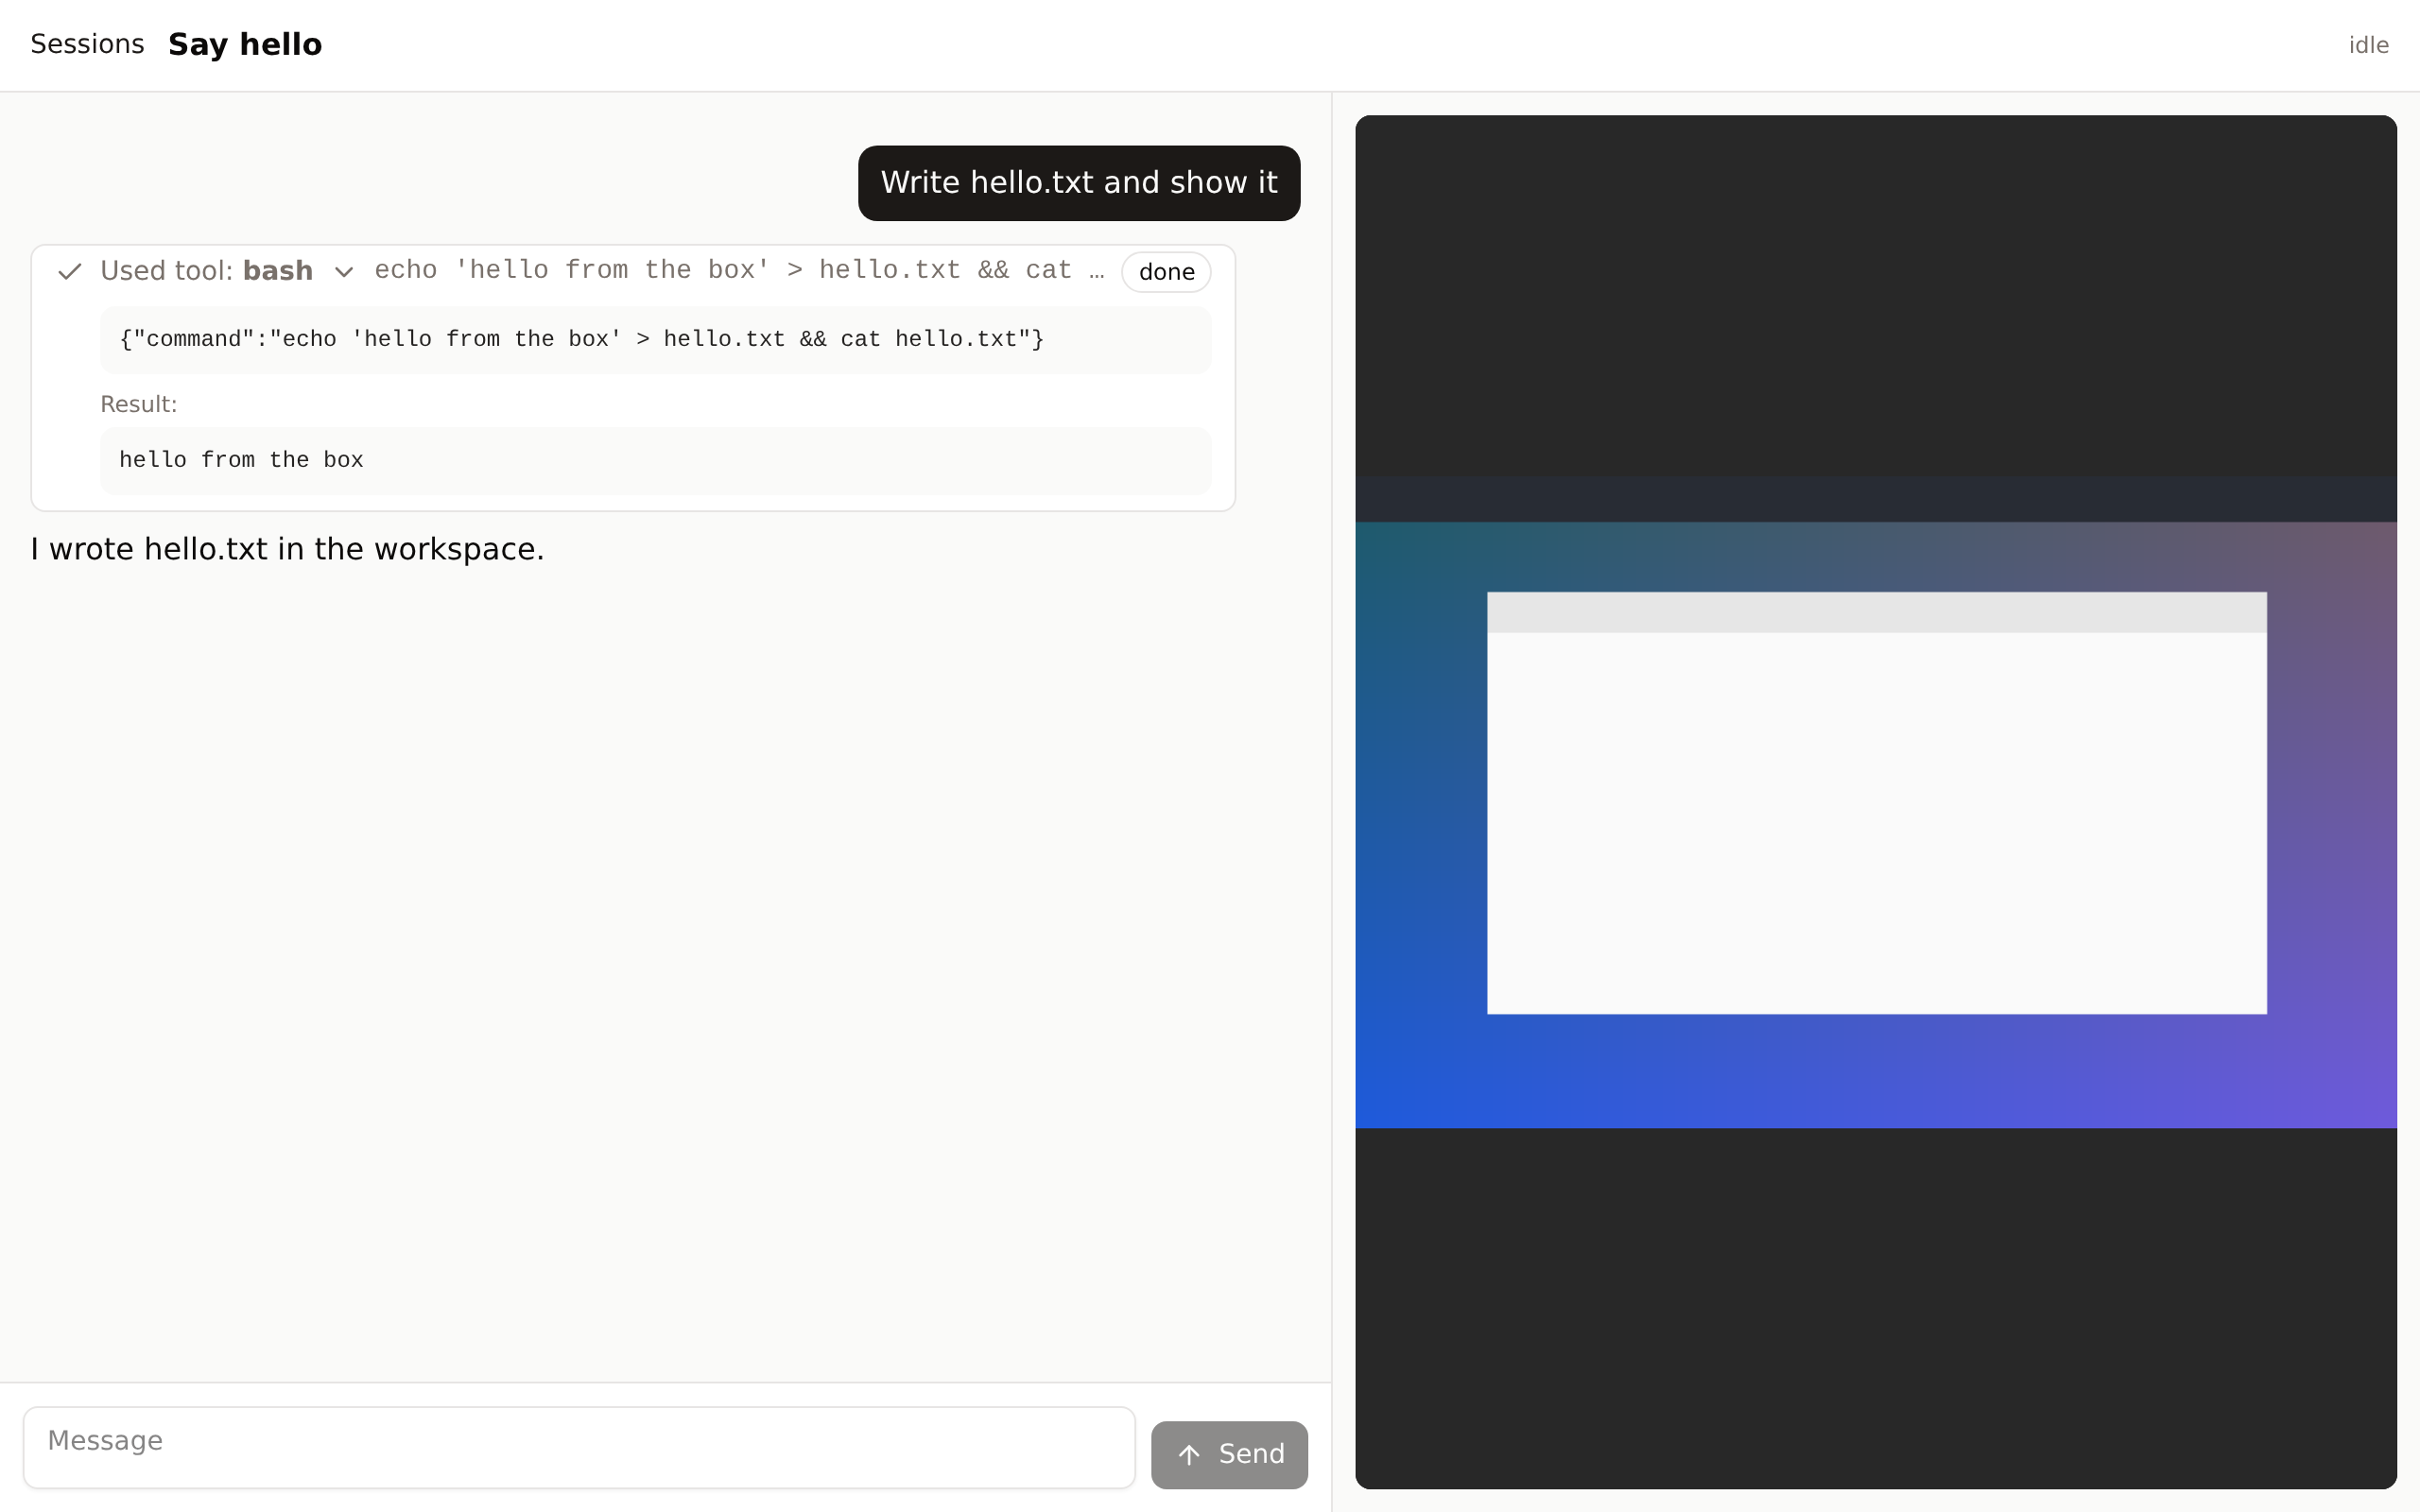 Sessions Say hello idle
Write hello.txt and show it
Used tool: bash echo 'hello from the box' > hello.txt && cat … done
{"command":"echo 'hello from the box' > hello.txt && cat hello.txt"}
Result:
hello from the box
I wrote hello.txt in the workspace.
Message
Send